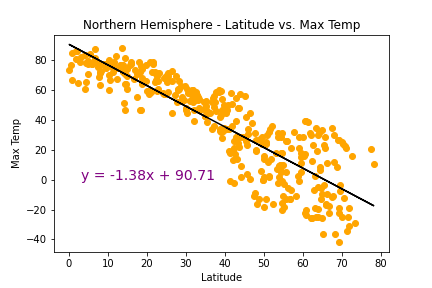 Northern Hemisphere - Latitude vs. Max Temp
Max Temp
80
60
40
20
0
−20
−40
y = -1.38x + 90.71
0 10 20 30 40 50 60 70 80
Latitude